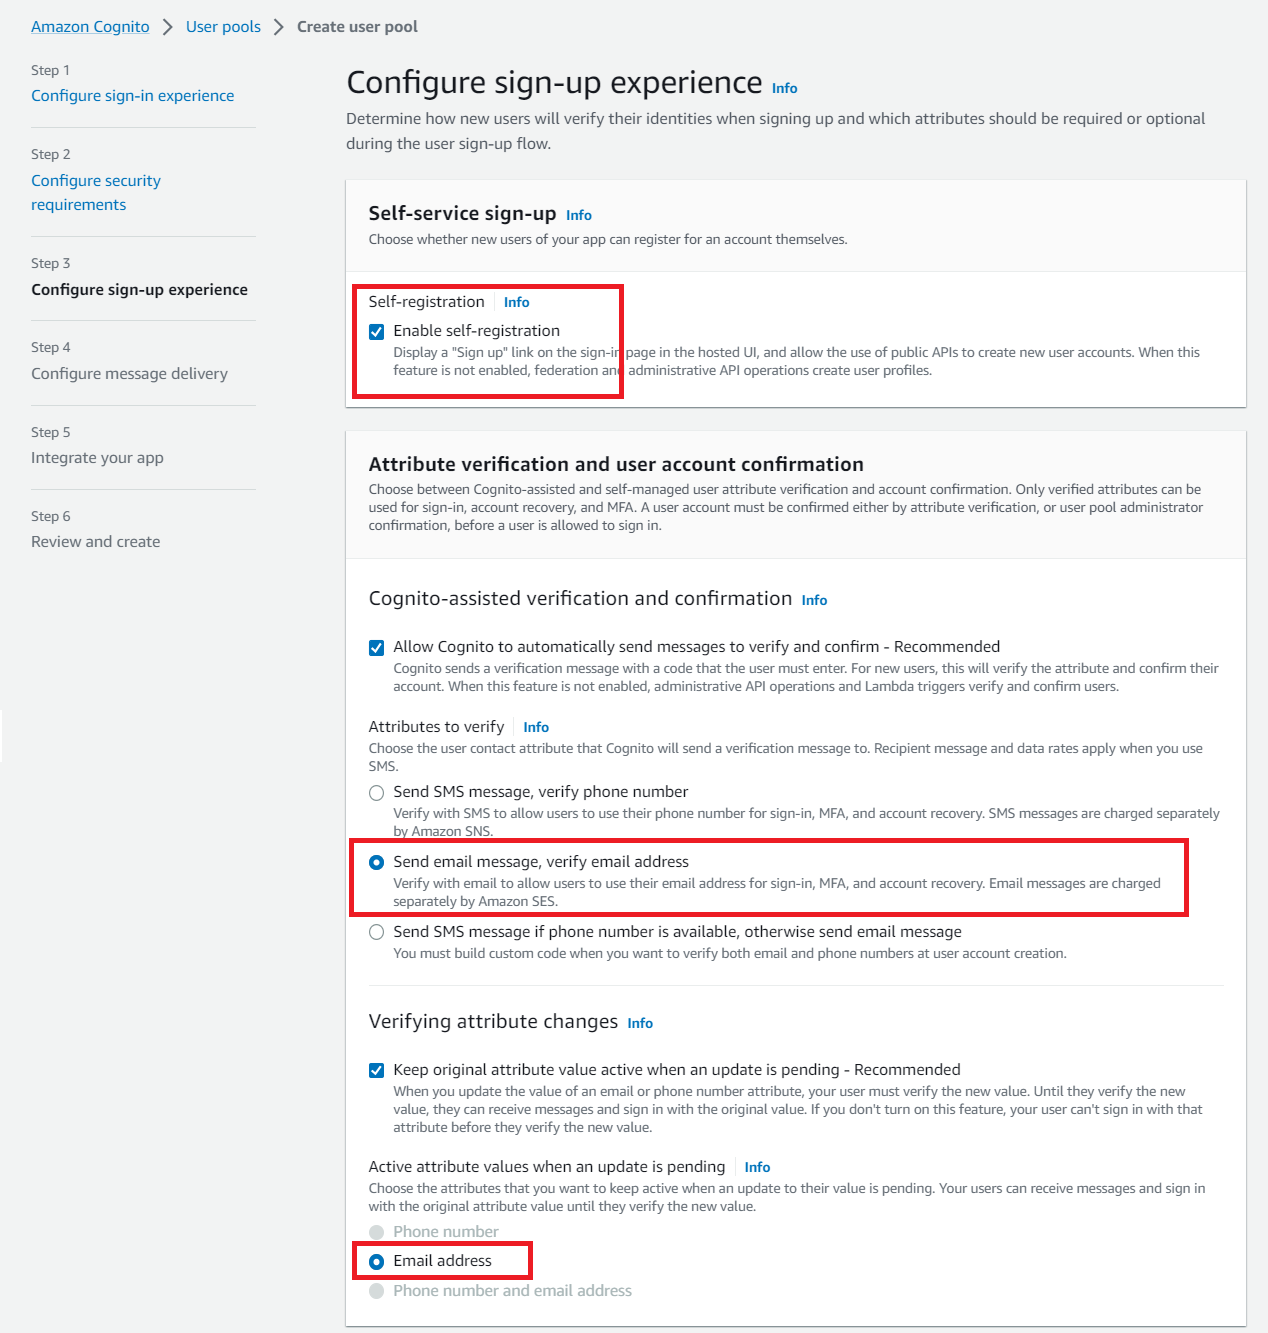 Amazon Cognito > User pools > Create user pool
Step 1
Configure sign-in experience
Step 2
Configure security
requirements
Step 3
Configure sign-up experience
Step 4
Configure message delivery
Step 5
Integrate your app
Step 6
Review and create
Configure sign-up experience Info
Determine how new users will verify their identities when signing up and which attributes should be required or optional
during the user sign-up flow.
Self-service sign-up Info
Choose whether new users of your app can register for an account themselves.
Self-registration Info
Enable self-registration
Display a "Sign up" link on the sign-in page in the hosted UI, and allow the use of public APIs to create new user accounts. When this
feature is not enabled, federation and administrative API operations create user profiles.
Attribute verification and user account confirmation
Choose between Cognito-assisted and self-managed user attribute verification and account confirmation. Only verified attributes can be
used for sign-in, account recovery, and MFA. A user account must be confirmed either by attribute verification, or user pool administrator
confirmation, before a user is allowed to sign in.
Cognito-assisted verification and confirmation Info
Allow Cognito to automatically send messages to verify and confirm - Recommended
Cognito sends a verification message with a code that the user must enter. For new users, this will verify the attribute and confirm their
account. When this feature is not enabled, administrative API operations and Lambda triggers verify and confirm users.
Attributes to verify Info
Choose the user contact attribute that Cognito will send a verification message to. Recipient message and data rates apply when you use
SMS.
Send SMS message, verify phone number
Verify with SMS to allow users to use their phone number for sign-in, MFA, and account recovery. SMS messages are charged separately
by Amazon SNS.
Send email message, verify email address
Verify with email to allow users to use their email address for sign-in, MFA, and account recovery. Email messages are charged
separately by Amazon SES.
Send SMS message if phone number is available, otherwise send email message
You must build custom code when you want to verify both email and phone numbers at user account creation.
Verifying attribute changes Info
Keep original attribute value active when an update is pending - Recommended
When you update the value of an email or phone number attribute, your user must verify the new value. Until they verify the new
value, they can receive messages and sign in with the original value. If you don't turn on this feature, your user can't sign in with that
attribute before they verify the new value.
Active attribute values when an update is pending Info
Choose the attributes that you want to keep active when an update to their value is pending. Your users can receive messages and sign in
with the original attribute value until they verify the new value.
Phone number
Email address
Phone number and email address